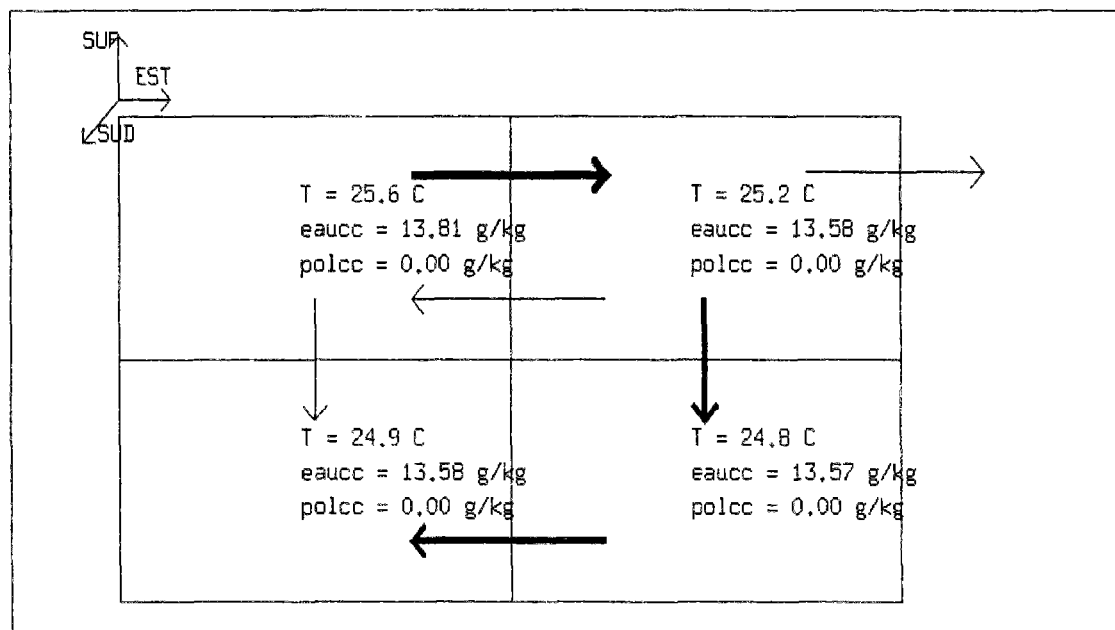 SUP
EST
SUD
T = 25.6 C
eaucc = 13.81 g/kg
polcc = 0.00 g/kg
T = 25.2 C
eaucc = 13.58 g/kg
polcc = 0.00 g/kg
T = 24.9 C
eaucc = 13.58 g/kg
polcc = 0.00 g/kg
T = 24.8 C
eaucc = 13.57 g/kg
polcc = 0.00 g/kg